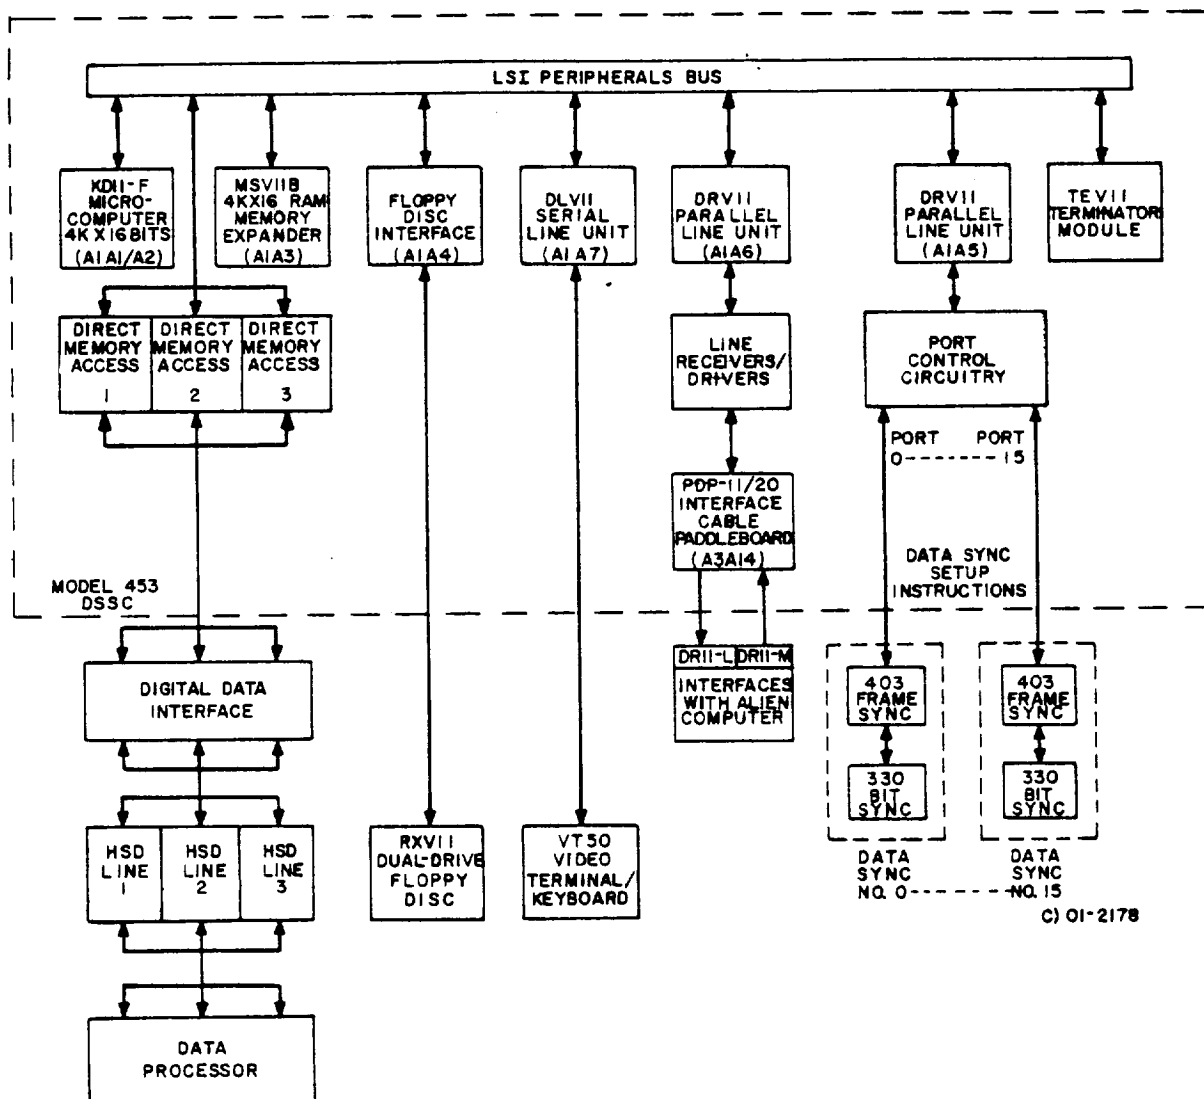 LSI PERIPHERALS BUS
KD11-F
MICRO-
COMPUTER
4K X 16BITS
(A1A1/A2)
MSV11B
4KX16 RAM
MEMORY
EXPANDER
(A1A3)
FLOPPY
DISC
INTERFACE
(A1A4)
DLV11
SERIAL
LINE UNIT
(A1A7)
DRV11
PARALLEL
LINE UNIT
(A1A6)
DRV11
PARALLEL
LINE UNIT
(A1A5)
TEV11
TERMINATOR
MODULE
DIRECT
MEMORY
ACCESS
1
DIRECT
MEMORY
ACCESS
2
DIRECT
MEMORY
ACCESS
3
LINE
RECEIVERS/
DRIVERS
PORT
CONTROL
CIRCUITRY
PORT PORT
0-------15
PDP-11/20
INTERFACE
CABLE
PADDLEBOARD
(A3A14)
DATA SYNC
SETUP
INSTRUCTIONS
MODEL 453
DSSC
DIGITAL DATA
INTERFACE
DR11-L DR11-M
INTERFACES
WITH ALIEN
COMPUTER
403
FRAME
SYNC
330
BIT
SYNC
403
FRAME
SYNC
330
BIT
SYNC
HSD
LINE
1
HSD
LINE
2
HSD
LINE
3
RXV11
DUAL-DRIVE
FLOPPY
DISC
VT50
VIDEO
TERMINAL/
KEYBOARD
DATA DATA
SYNC SYNC
NO. 0----------NO. 15
C) 01-2178
DATA
PROCESSOR